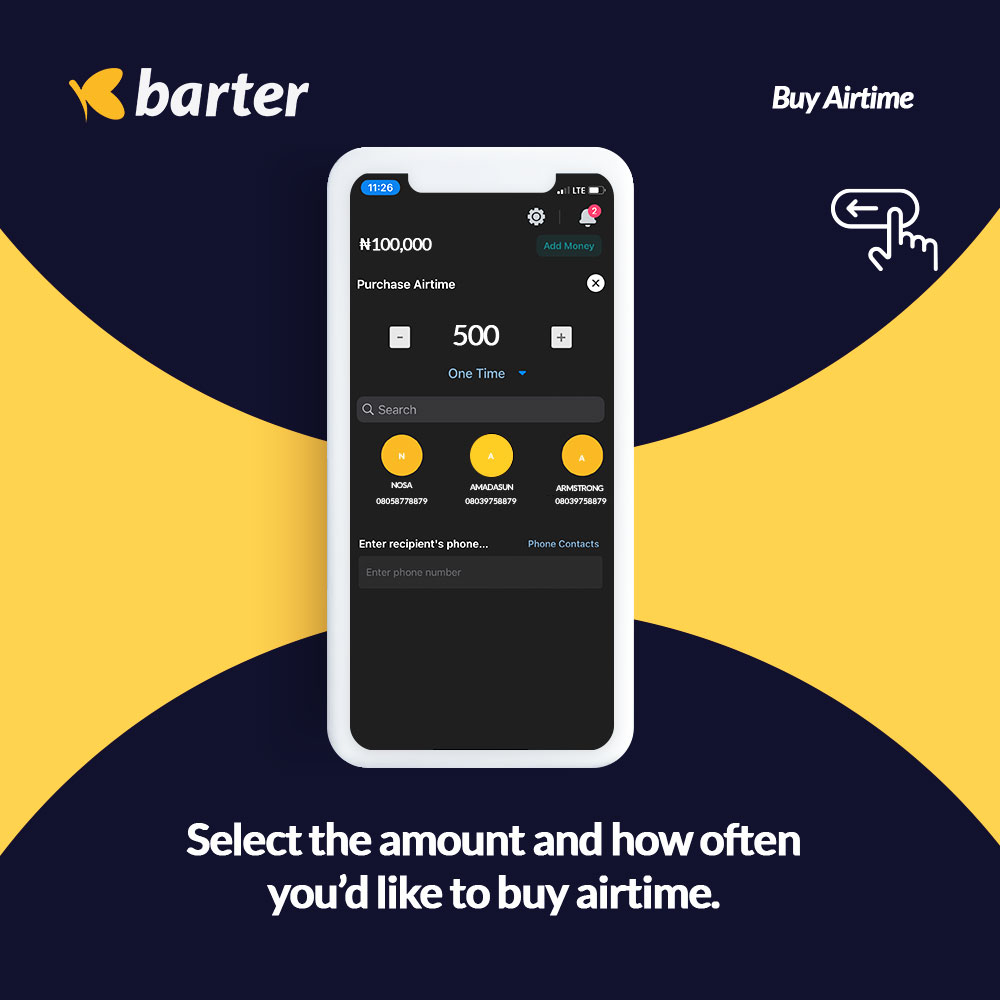 barter
Buy Airtime
11:26
LTE
2
₦100,000
Add Money
Purchase Airtime
-
500
+
One Time
Search
N
A
A
NOSA
AMADASUN
ARMSTRONG
08058778879
08039758879
08039758879
Enter recipient's phone...
Phone Contacts
Enter phone number
Select the amount and how often
you'd like to buy airtime.